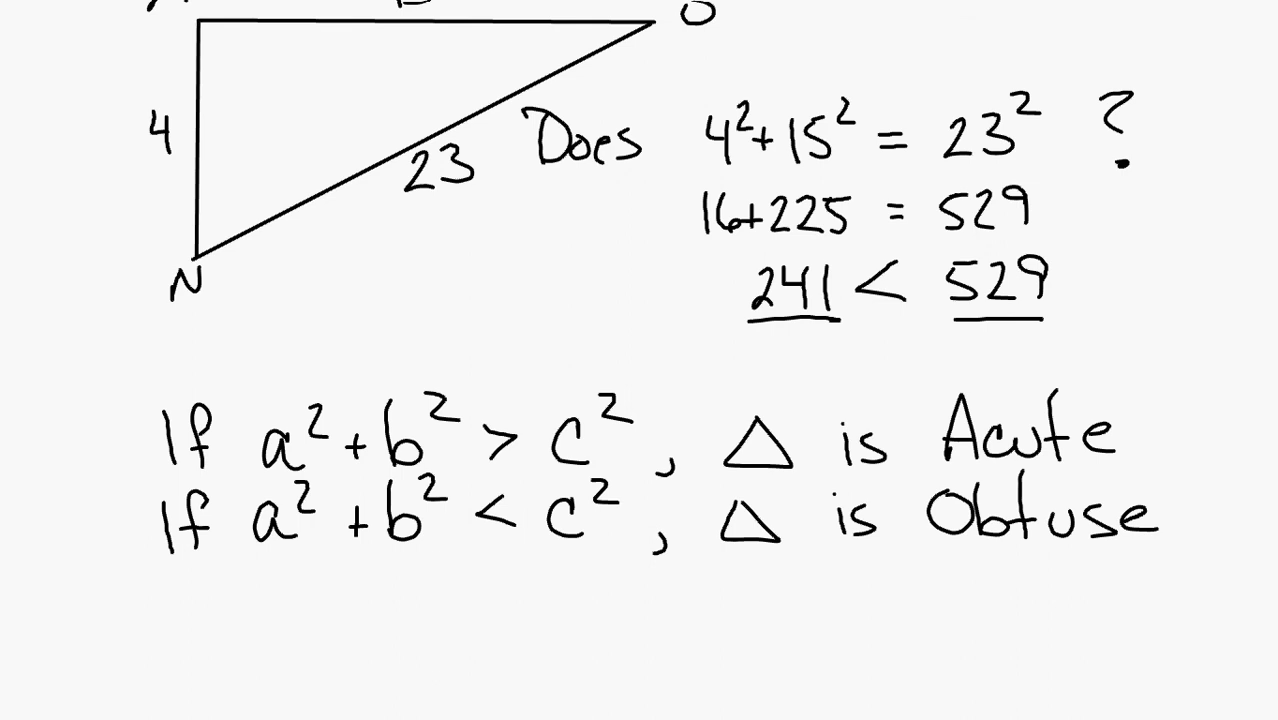 4
23
N
Does 4²+15² = 23² ?
16+225 = 529
241 < 529
If a² + b² > c² , △ is Acute
If a² + b² < c² , △ is Obtuse